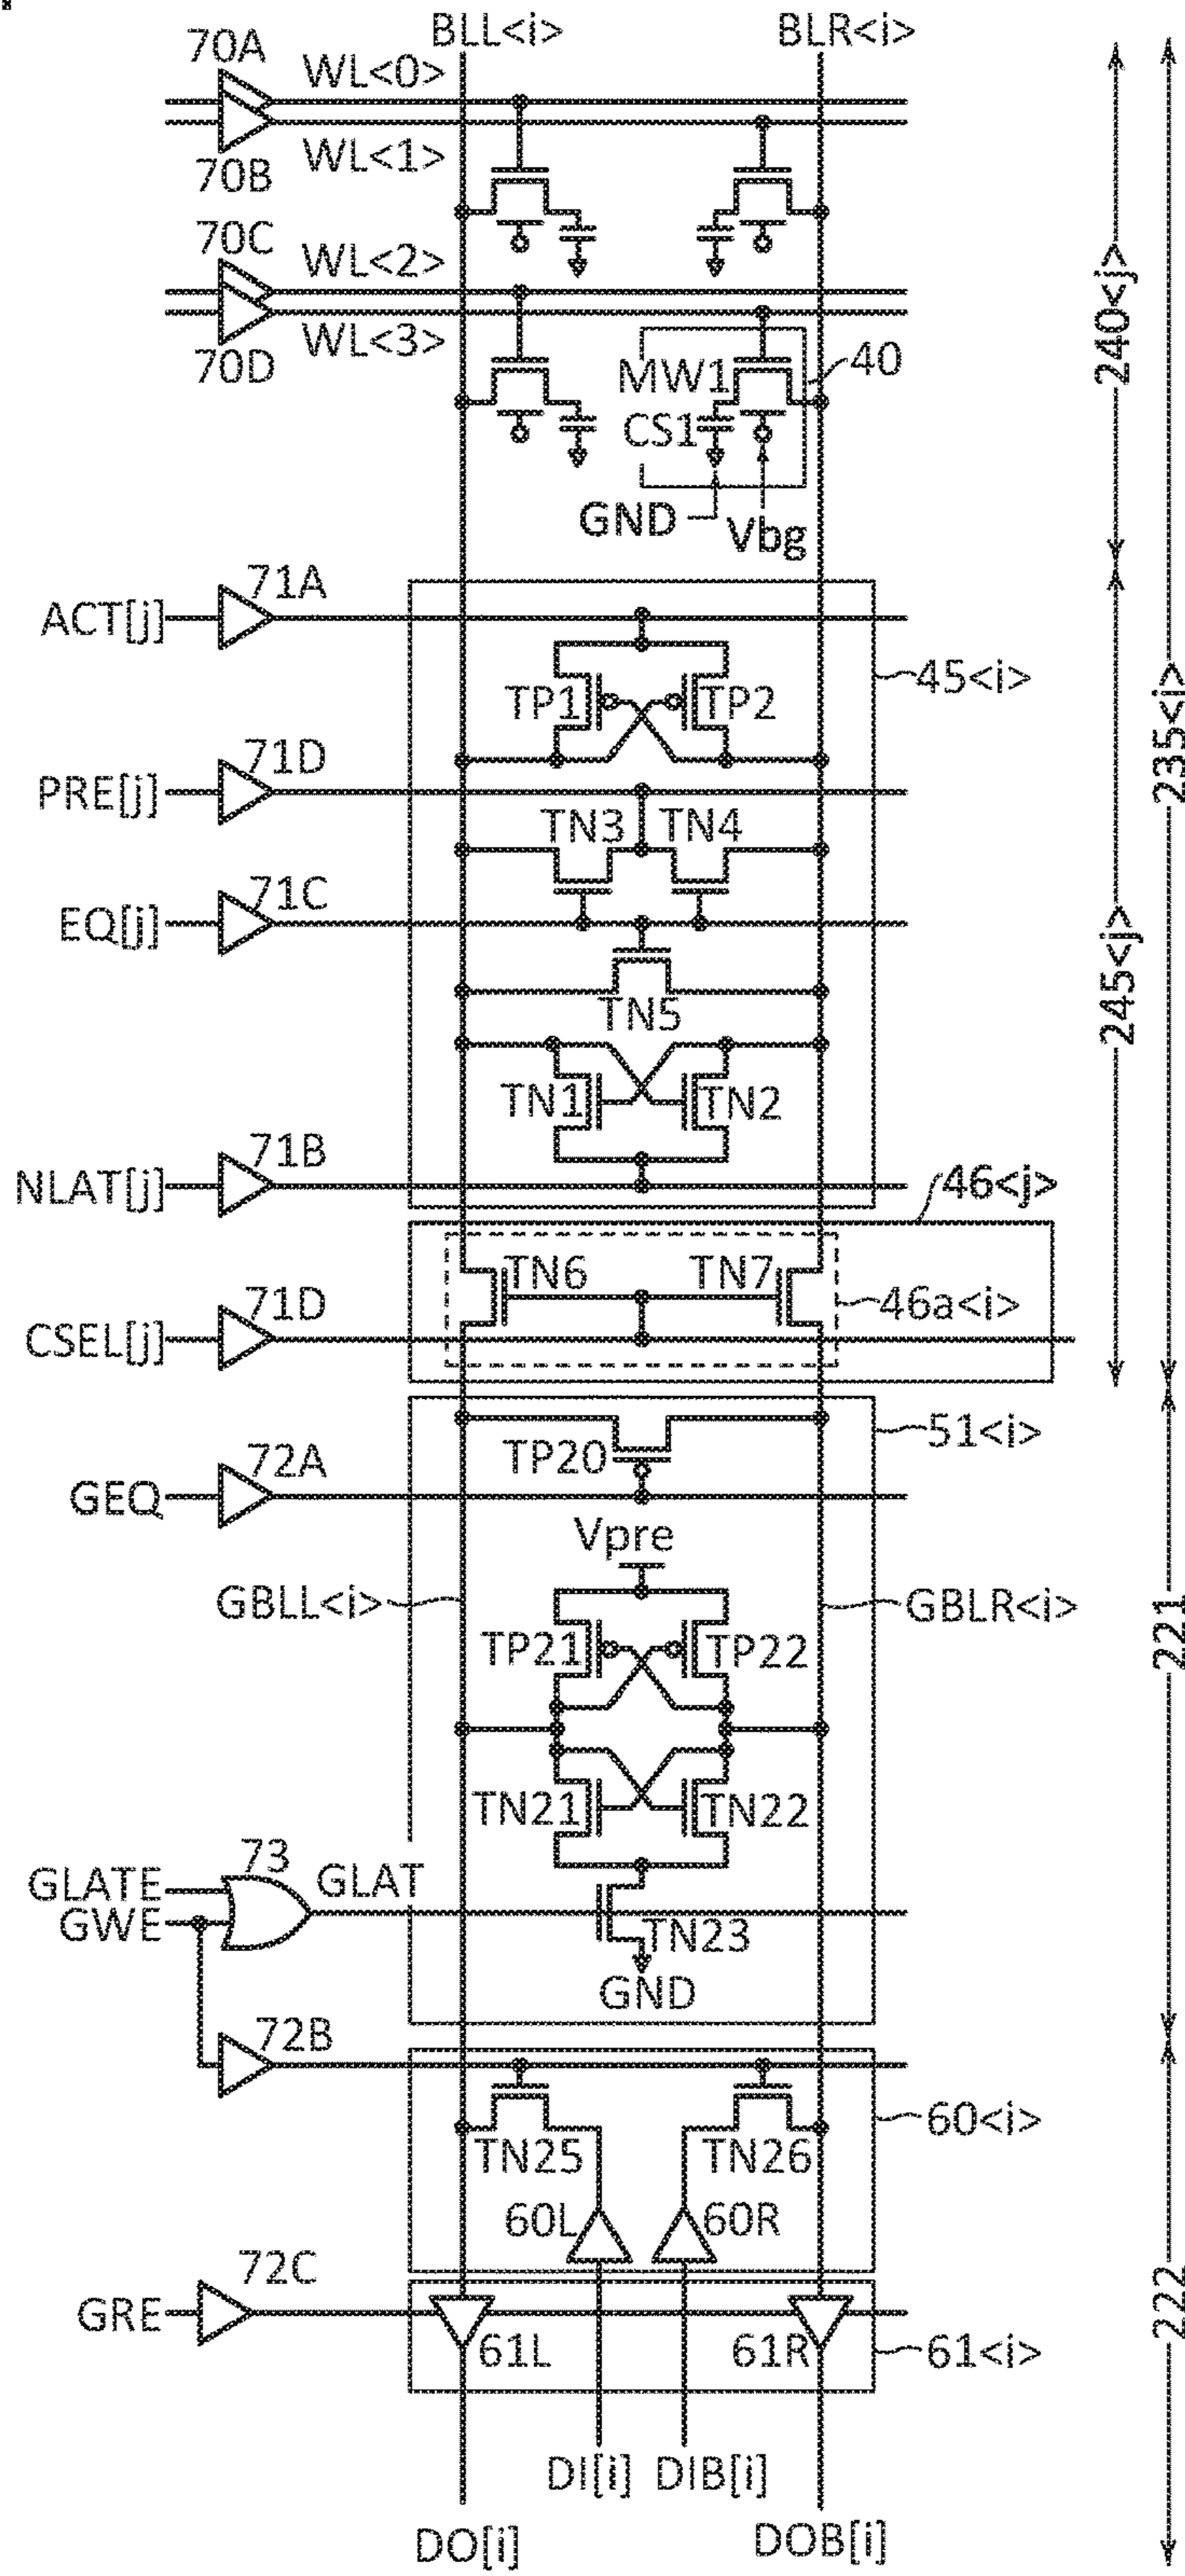 BLL<i>
BLR<i>
70A
WL<0>
WL<1>
70B
70C
WL<2>
WL<3>
70D
MW1
40
CS1
GND
Vbg
240<j>
235<i>
71A
ACT[j]
45<i>
TP1
TP2
71D
PRE[j]
TN3
TN4
71C
EQ[j]
TN5
245<j>
TN1
TN2
71B
NLAT[j]
46<j>
TN6
TN7
46a<i>
71D
CSEL[j]
51<i>
TP20
72A
GEQ
Vpre
GBLL<i>
GBLR<i>
221
TP21
TP22
TN21
TN22
73
GLATE
GLAT
GWE
TN23
GND
72B
60<i>
TN25
TN26
60L
60R
72C
GRE
61L
61R
61<i>
222
DI[i]
DIB[i]
DO[i]
DOB[i]